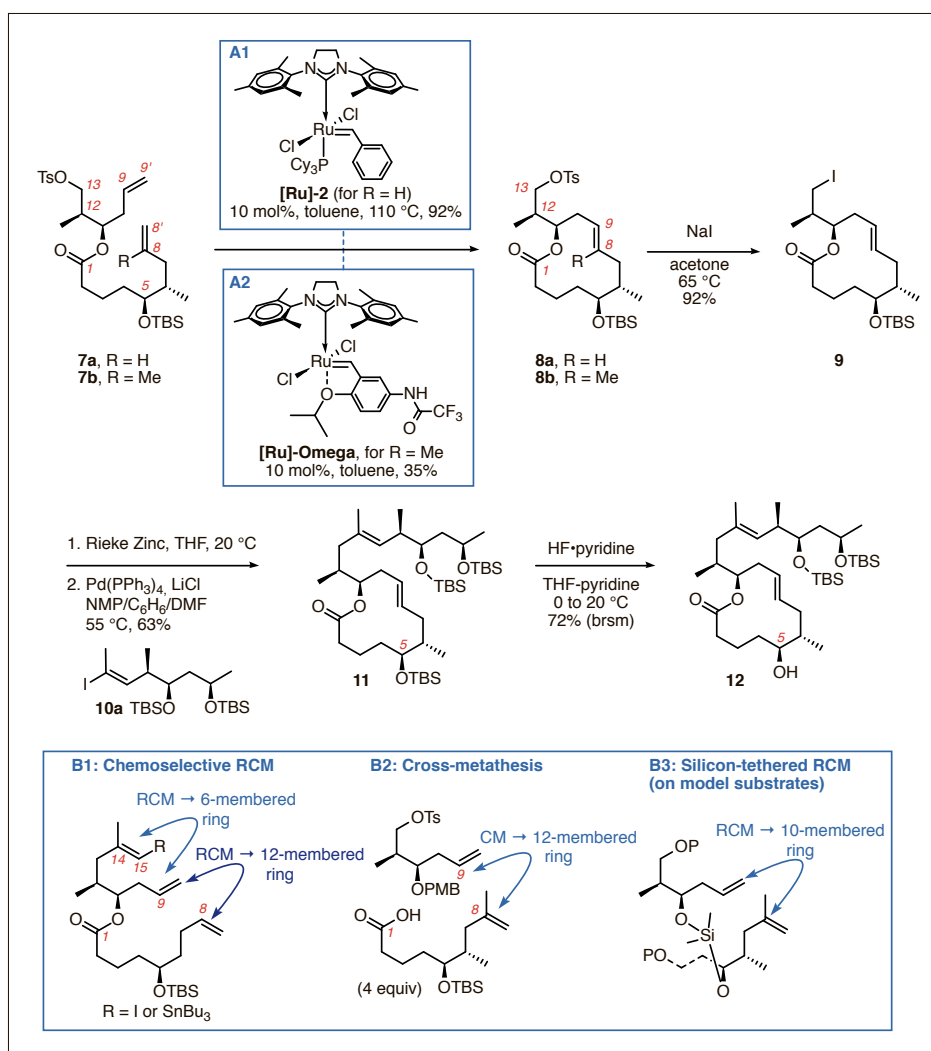 A1
N
N
Cl
Ru
Cl
Cy3P
[Ru]-2 (for R = H)
10 mol%, toluene, 110 °C, 92%
TsO
13
9
9'
12
8'
8
O
R
O
1
5
OTBS
7a, R = H
7b, R = Me
A2
N
N
Cl
Ru
Cl
O
NH
CF3
O
[Ru]-Omega, for R = Me
10 mol%, toluene, 35%
OTs
13
12
9
8
O
R
O
1
5
OTBS
8a, R = H
8b, R = Me
NaI
acetone
65 °C
92%
I
O
O
OTBS
9
1. Rieke Zinc, THF, 20 °C
2. Pd(PPh3)4, LiCl
NMP/C6H6/DMF
55 °C, 63%
I
10a
TBSO
OTBS
O
OTBS
TBS
O
O
5
OTBS
11
HF•pyridine
THF-pyridine
0 to 20 °C
72% (brsm)
O
OTBS
TBS
O
O
5
OH
12
B1: Chemoselective RCM
RCM → 6-membered
ring
R
14
15
RCM → 12-membered
ring
9
8
O
O
1
OTBS
R = I or SnBu3
B2: Cross-metathesis
OTs
CM → 12-membered
ring
9
OPMB
O
OH
8
1
(4 equiv)
OTBS
B3: Silicon-tethered RCM
(on model substrates)
RCM → 10-membered
ring
OP
O
Si
PO
O